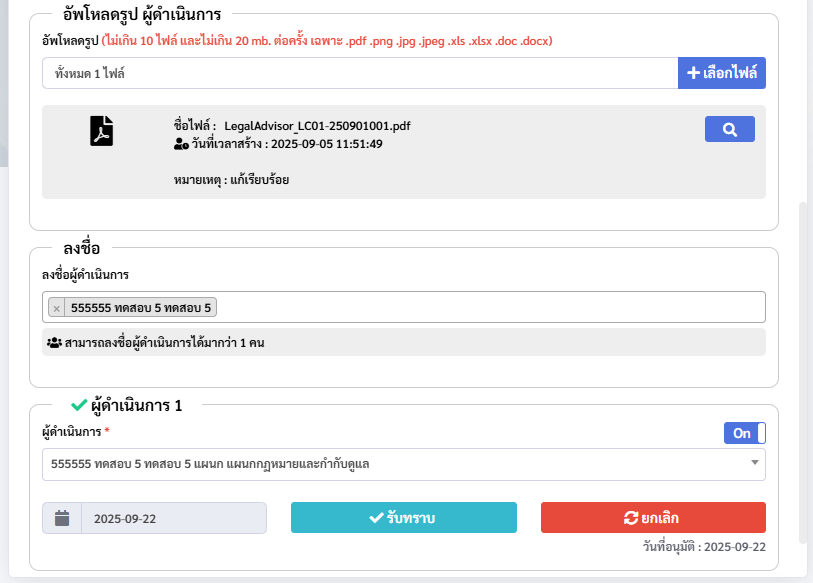 อัพโหลดรูป ผู้ดำเนินการ
อัพโหลดรูป (ไม่เกิน 10 ไฟล์ และไม่เกิน 20 mb. ต่อครั้ง เฉพาะ .pdf .png .jpg .jpeg .xls .xlsx .doc .docx)
ทั้งหมด 1 ไฟล์
เลือกไฟล์
ชื่อไฟล์ : LegalAdvisor_LC01-250901001.pdf
วันที่เวลาสร้าง : 2025-09-05 11:51:49
หมายเหตุ : แก้เรียบร้อย
ลงชื่อ
ลงชื่อผู้ดำเนินการ
× 555555 ทดสอบ 5 ทดสอบ 5
สามารถลงชื่อผู้ดำเนินการได้มากกว่า 1 คน
ผู้ดำเนินการ 1
ผู้ดำเนินการ *
On
555555 ทดสอบ 5 ทดสอบ 5 แผนก แผนกกฎหมายและกำกับดูแล
2025-09-22
รับทราบ
ยกเลิก
วันที่อนุมัติ : 2025-09-22